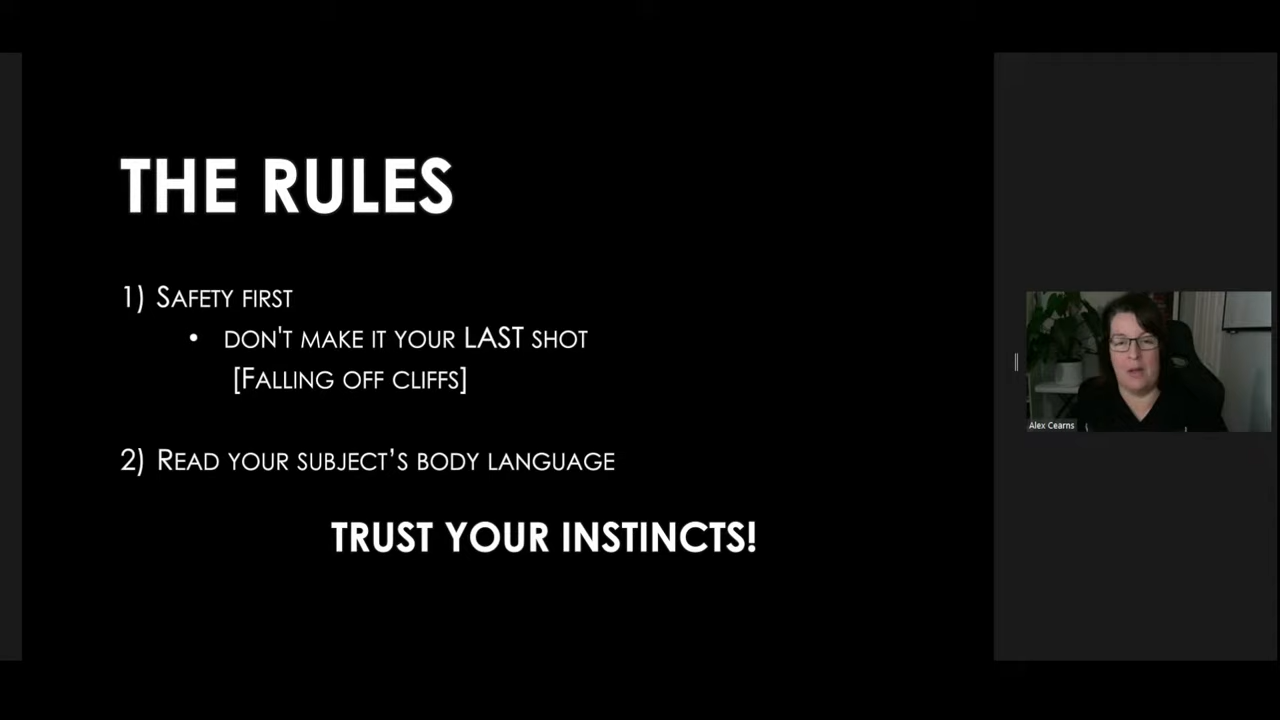 THE RULES
1) SAFETY FIRST
• DON'T MAKE IT YOUR LAST SHOT
[FALLING OFF CLIFFS]
2) READ YOUR SUBJECT'S BODY LANGUAGE
TRUST YOUR INSTINCTS!
Alex Cearns